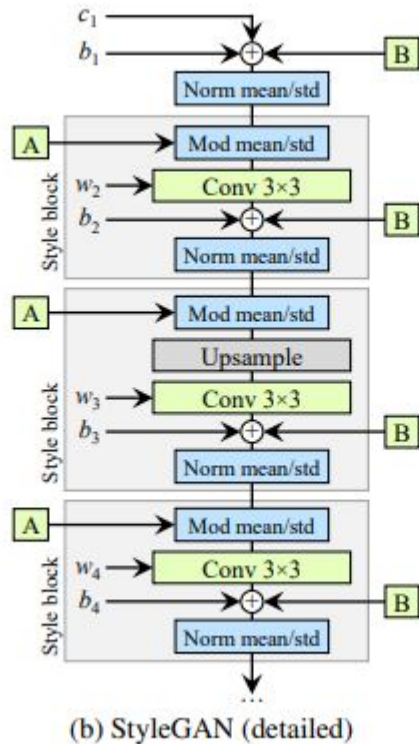 c₁
b₁ + B
Norm mean/std
A Mod mean/std
w₂ Conv 3×3
b₂ + B
Norm mean/std
Style block
A Mod mean/std
Upsample
w₃ Conv 3×3
b₃ + B
Norm mean/std
Style block
A Mod mean/std
w₄ Conv 3×3
b₄ + B
Norm mean/std
Style block
...
(b) StyleGAN (detailed)